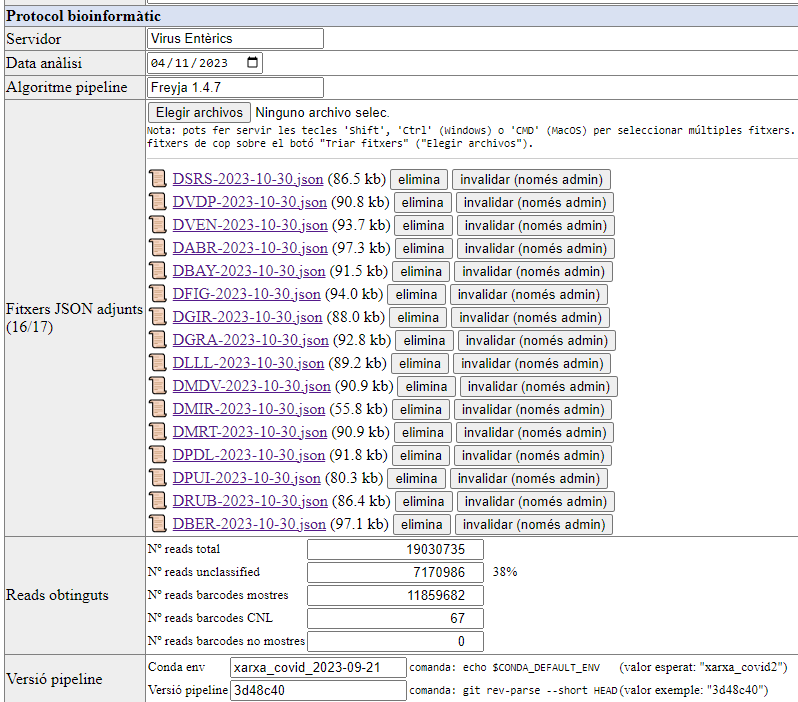 Protocol bioinformàtic
Servidor Virus Entèrics
Data anàlisi 04/11/2023
Algoritme pipeline Freyja 1.4.7
Elegir archivos Ninguno archivo selec.
Nota: pots fer servir les tecles 'Shift', 'Ctrl' (Windows) o 'CMD' (MacOS) per seleccionar múltiples fitxers.
fitxers de cop sobre el botó "Triar fitxers" ("Elegir archivos").
Fitxers JSON adjunts
(16/17)
DSRS-2023-10-30.json (86.5 kb) elimina invalidar (només admin)
DVDP-2023-10-30.json (90.8 kb) elimina invalidar (només admin)
DVEN-2023-10-30.json (93.7 kb) elimina invalidar (només admin)
DABR-2023-10-30.json (97.3 kb) elimina invalidar (només admin)
DBAY-2023-10-30.json (91.5 kb) elimina invalidar (només admin)
DFIG-2023-10-30.json (94.0 kb) elimina invalidar (només admin)
DGIR-2023-10-30.json (88.0 kb) elimina invalidar (només admin)
DGRA-2023-10-30.json (92.8 kb) elimina invalidar (només admin)
DLLL-2023-10-30.json (89.2 kb) elimina invalidar (només admin)
DMDV-2023-10-30.json (90.9 kb) elimina invalidar (només admin)
DMIR-2023-10-30.json (55.8 kb) elimina invalidar (només admin)
DMRT-2023-10-30.json (90.9 kb) elimina invalidar (només admin)
DPDL-2023-10-30.json (91.8 kb) elimina invalidar (només admin)
DPUI-2023-10-30.json (80.3 kb) elimina invalidar (només admin)
DRUB-2023-10-30.json (86.4 kb) elimina invalidar (només admin)
DBER-2023-10-30.json (97.1 kb) elimina invalidar (només admin)
Reads obtinguts
Nº reads total 19030735
Nº reads unclassified 7170986 38%
Nº reads barcodes mostres 11859682
Nº reads barcodes CNL 67
Nº reads barcodes no mostres 0
Versió pipeline
Conda env xarxa_covid_2023-09-21 comanda: echo $CONDA_DEFAULT_ENV (valor esperat: "xarxa_covid2")
Versió pipeline 3d48c40 comanda: git rev-parse --short HEAD (valor exemple: "3d48c40")